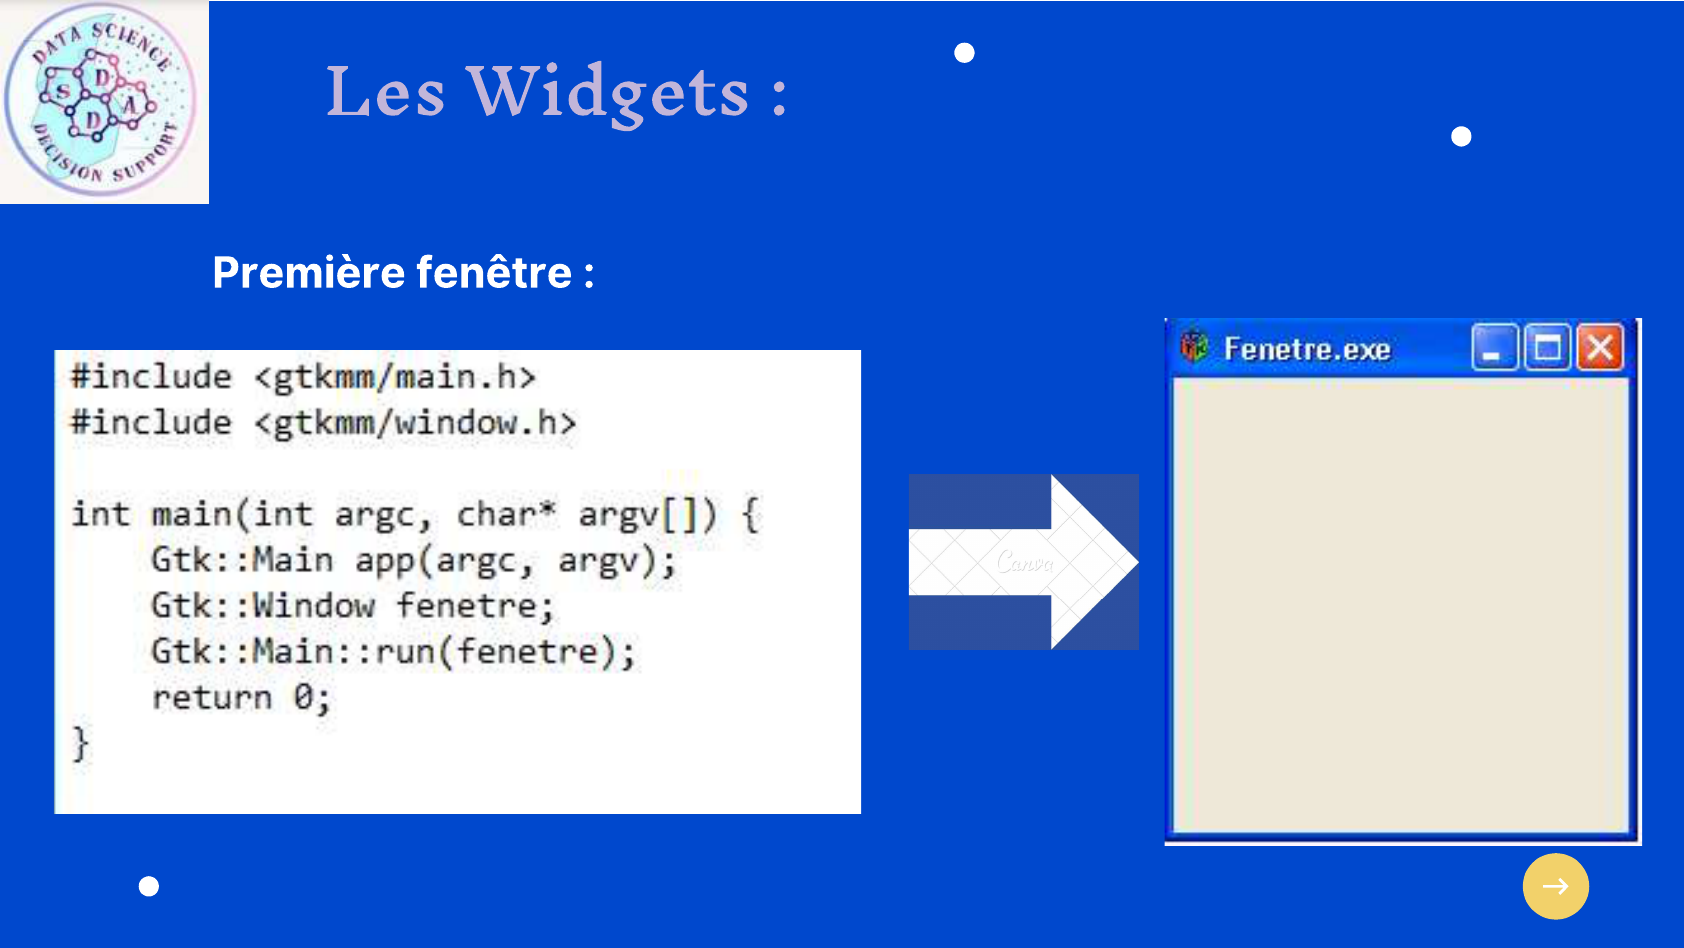 DATA SCIENCE
S D
D A
DECISION SUPPORT
Les Widgets :
Première fenêtre :
#include <gtkmm/main.h>
#include <gtkmm/window.h>
int main(int argc, char* argv[]) {
Gtk::Main app(argc, argv);
Gtk::Window fenetre;
Gtk::Main::run(fenetre);
return 0;
}
Canva
Fenetre.exe